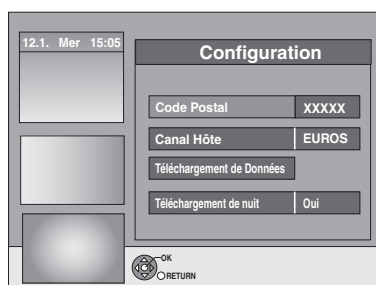 12.1. Mer 15:05
Configuration
Code Postal XXXXX
Canal Hôte EUROS
Téléchargement de Données
Téléchargement de nuit Oui
OK
RETURN